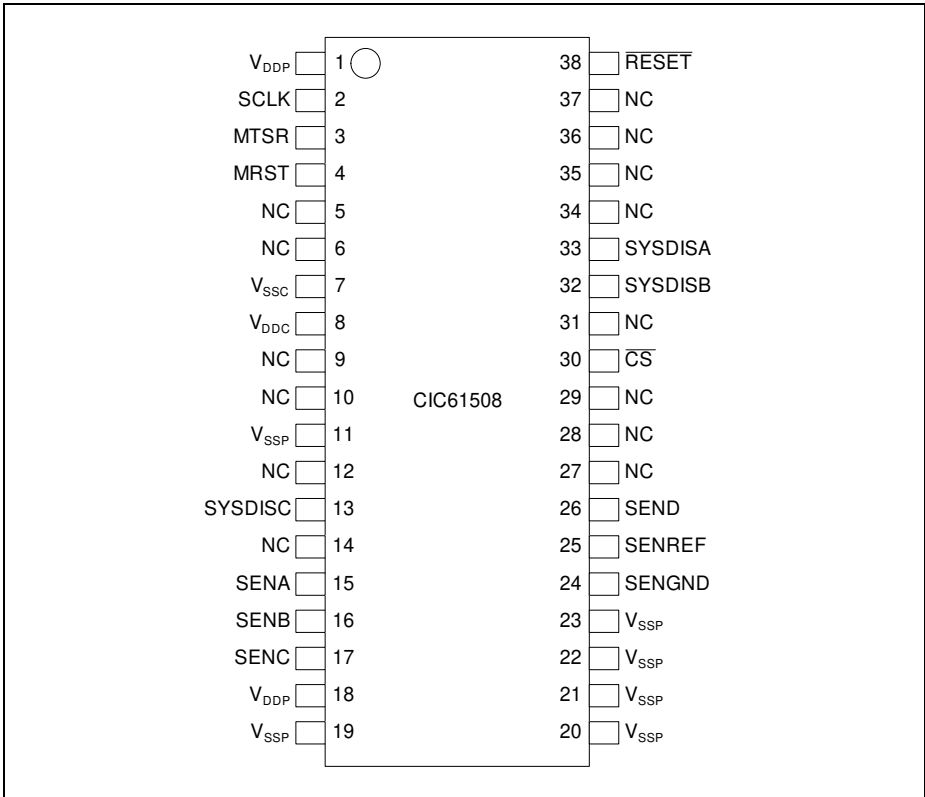 V_DDP 1 38 R̅E̅S̅E̅T̅
SCLK 2 37 NC
MTSR 3 36 NC
MRST 4 35 NC
NC 5 34 NC
NC 6 33 SYSDISA
V_SSC 7 32 SYSDISB
V_DDC 8 31 NC
NC 9 30 C̅S̅
NC 10 CIC61508 29 NC
V_SSP 11 28 NC
NC 12 27 NC
SYSDISC 13 26 SEND
NC 14 25 SENREF
SENA 15 24 SENGND
SENB 16 23 V_SSP
SENC 17 22 V_SSP
V_DDP 18 21 V_SSP
V_SSP 19 20 V_SSP